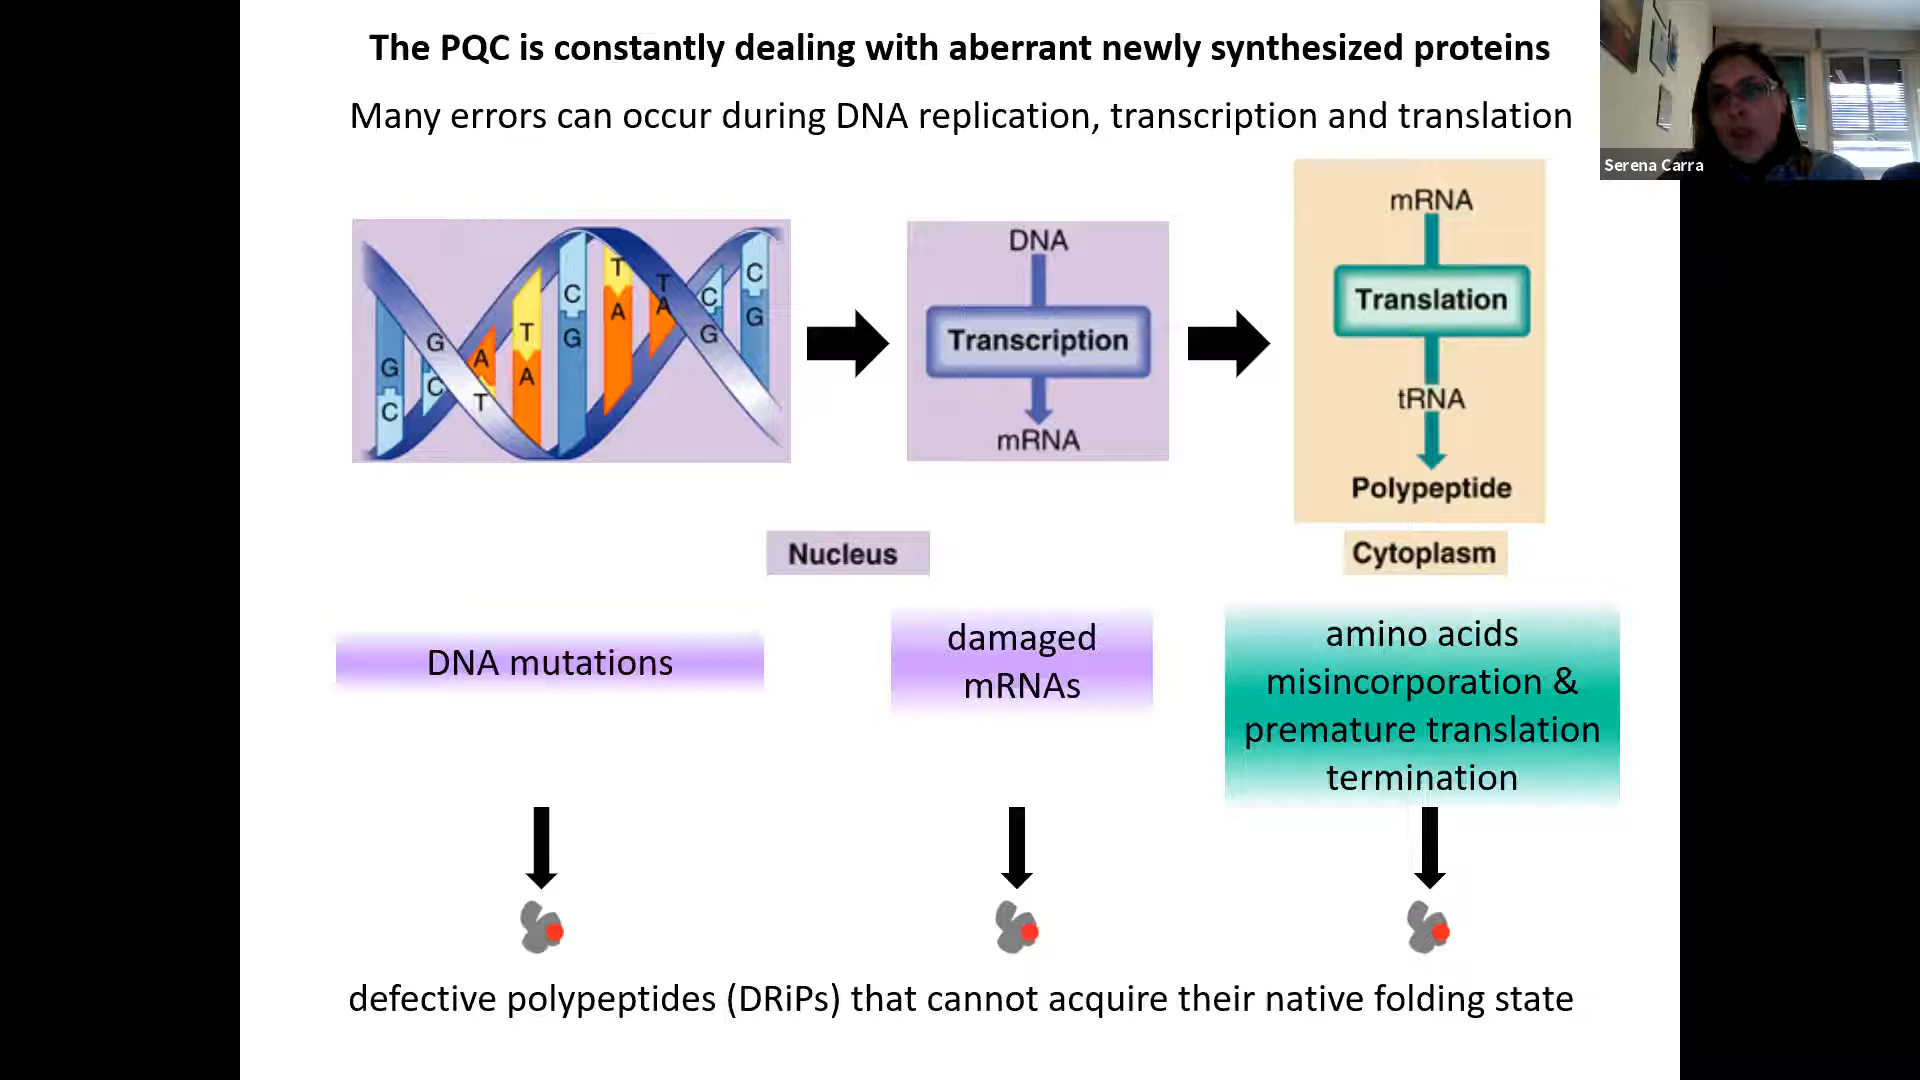 The PQC is constantly dealing with aberrant newly synthesized proteins
Many errors can occur during DNA replication, transcription and translation
Serena Carra
G
C
G
C
A
T
T
A
C
G
T
A
T
A
C
G
C
G
DNA
Transcription
mRNA
mRNA
Translation
tRNA
Polypeptide
Nucleus
Cytoplasm
DNA mutations
damaged
mRNAs
amino acids
misincorporation &
premature translation
termination
defective polypeptides (DRiPs) that cannot acquire their native folding state